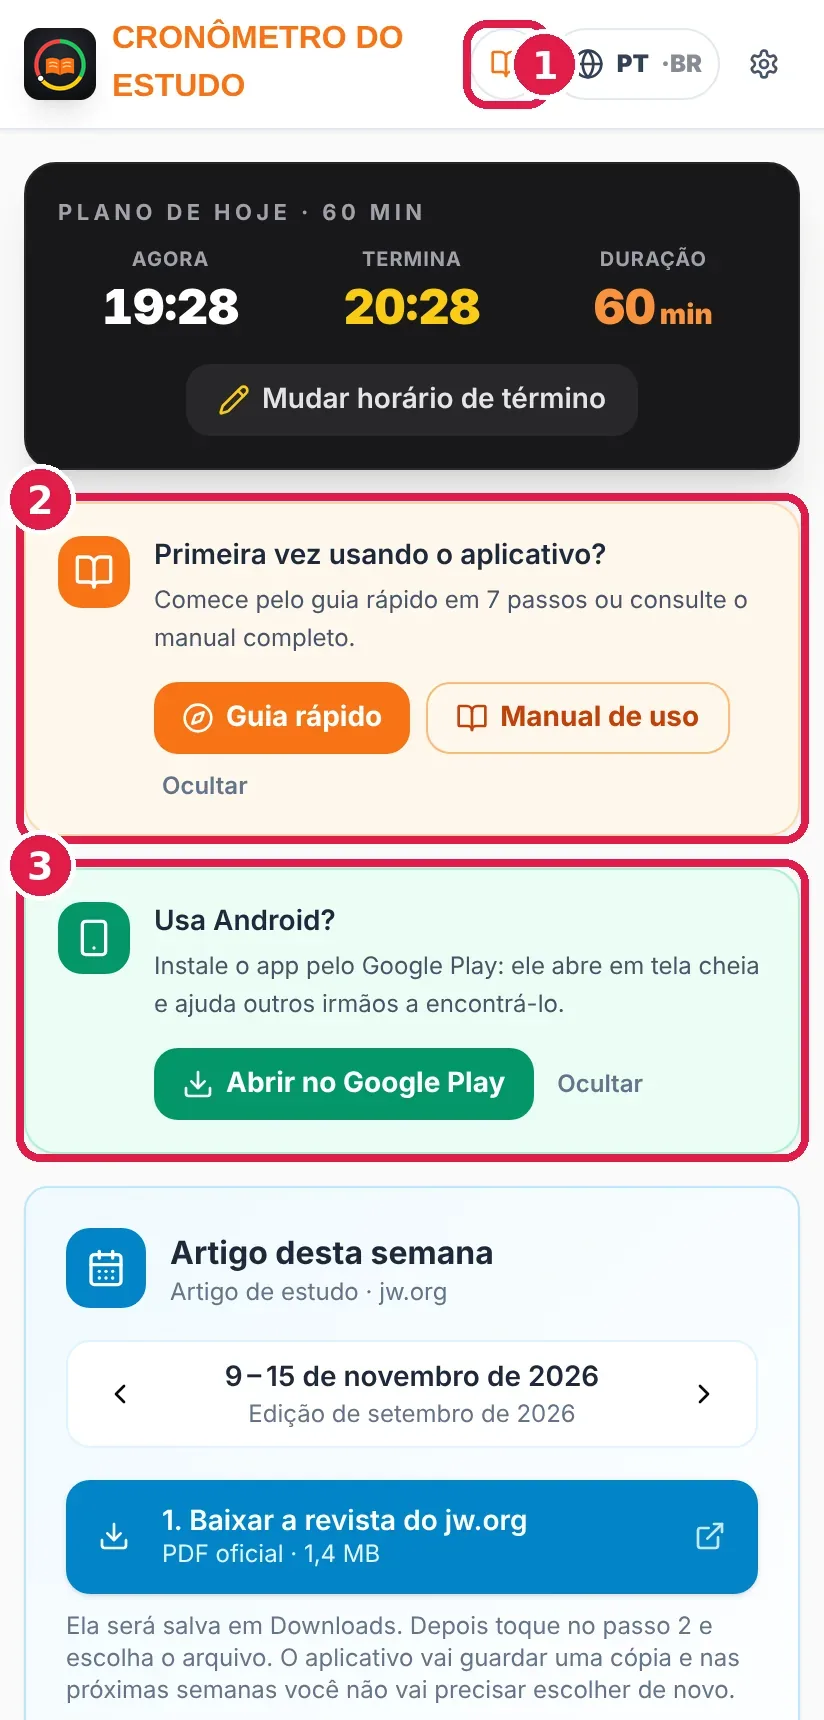 CRONÔMETRO DO
ESTUDO
1
PT ·BR
PLANO DE HOJE · 60 MIN
AGORA TERMINA DURAÇÃO
19:28 20:28 60 min
Mudar horário de término
2
Primeira vez usando o aplicativo?
Comece pelo guia rápido em 7 passos ou consulte o
manual completo.
Guia rápido Manual de uso
Ocultar
3
Usa Android?
Instale o app pelo Google Play: ele abre em tela cheia
e ajuda outros irmãos a encontrá-lo.
Abrir no Google Play Ocultar
Artigo desta semana
Artigo de estudo · jw.org
9–15 de novembro de 2026
Edição de setembro de 2026
1. Baixar a revista do jw.org
PDF oficial · 1,4 MB
Ela será salva em Downloads. Depois toque no passo 2 e
escolha o arquivo. O aplicativo vai guardar uma cópia e nas
próximas semanas você não vai precisar escolher de novo.